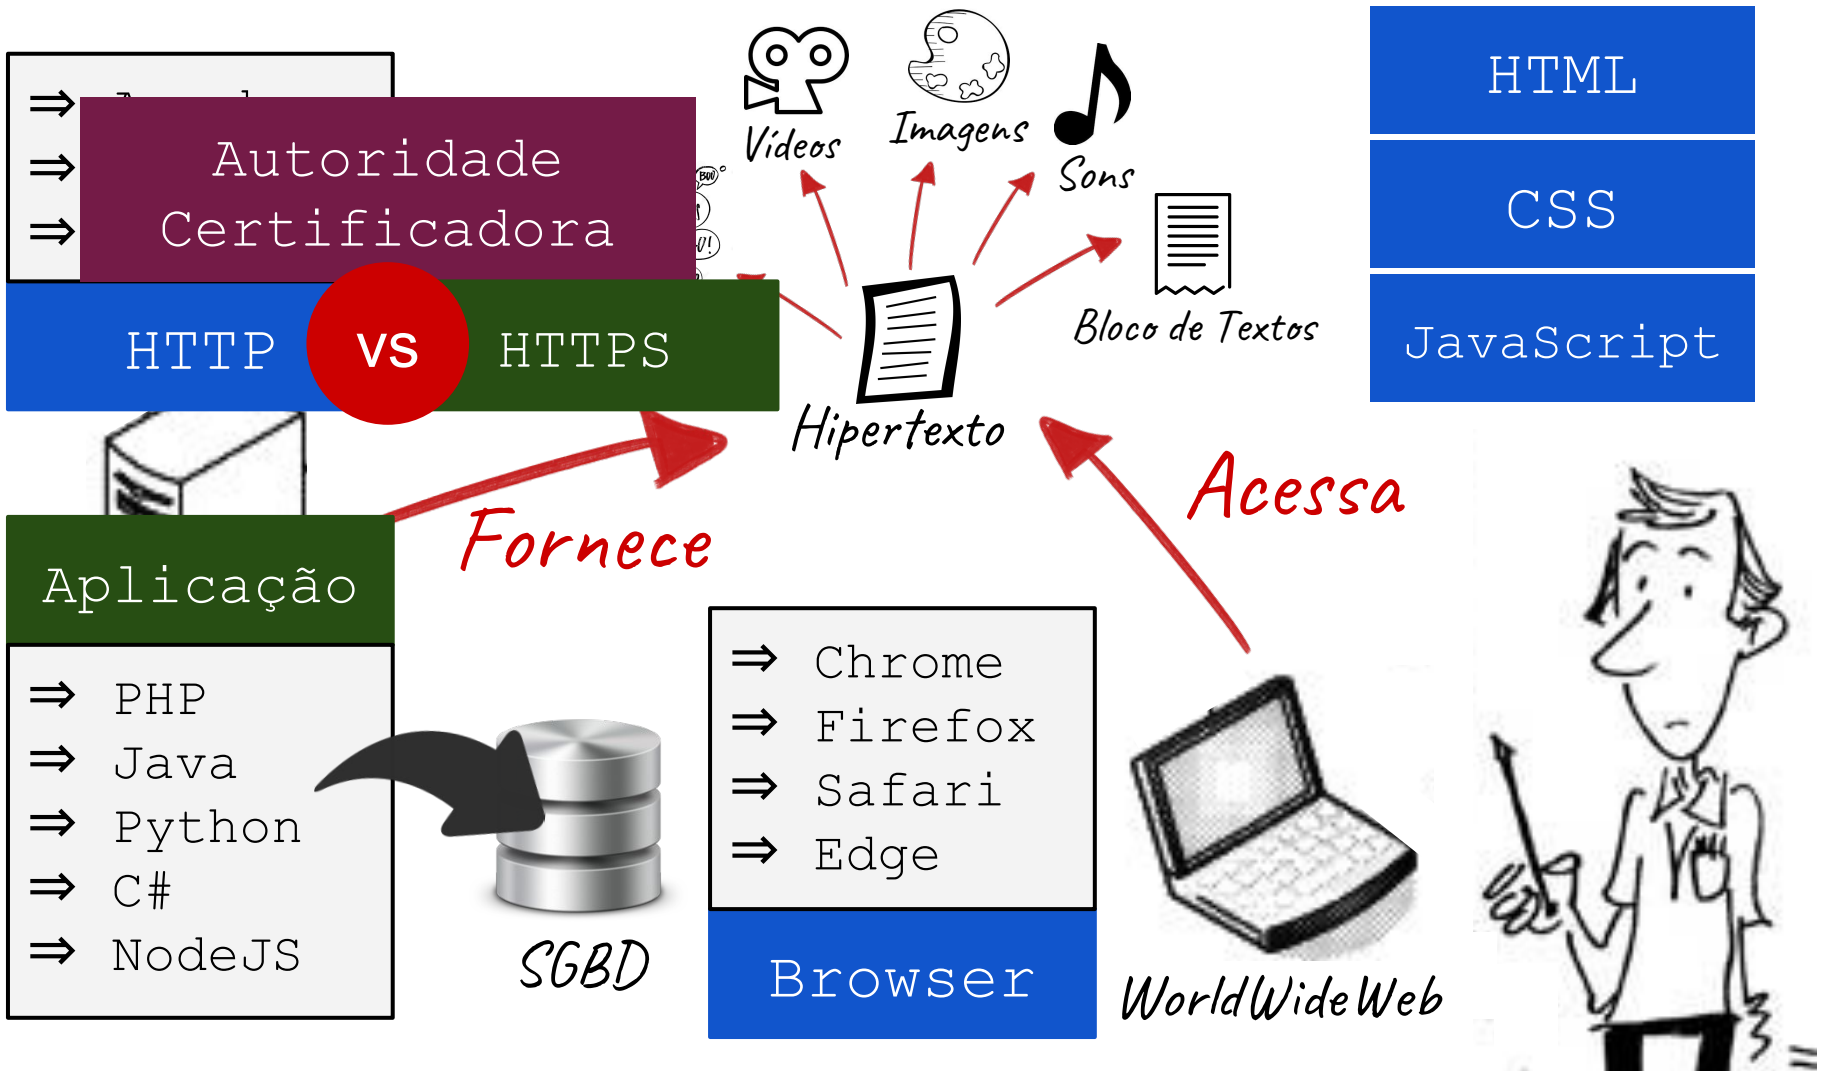 Autoridade
Certificadora
HTTP
VS
HTTPS
Vídeos
Imagens
Sons
BOO
Bloco de Textos
Hipertexto
HTML
CSS
JavaScript
Fornece
Acessa
Aplicação
⇒ PHP
⇒ Java
⇒ Python
⇒ C#
⇒ NodeJS
SGBD
⇒ Chrome
⇒ Firefox
⇒ Safari
⇒ Edge
Browser
WorldWideWeb